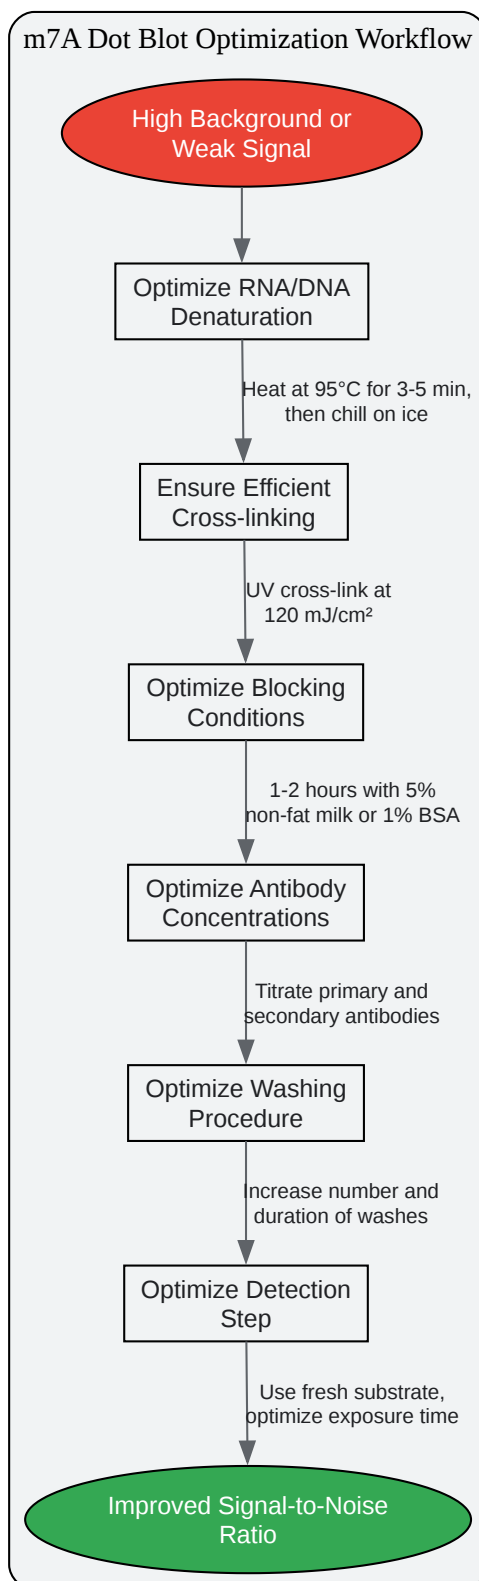 m7A Dot Blot Optimization Workflow
High Background or
Weak Signal
Optimize RNA/DNA
Denaturation
Heat at 95°C for 3-5 min,
then chill on ice
Ensure Efficient
Cross-linking
UV cross-link at
120 mJ/cm²
Optimize Blocking
Conditions
1-2 hours with 5%
non-fat milk or 1% BSA
Optimize Antibody
Concentrations
Titrate primary and
secondary antibodies
Optimize Washing
Procedure
Increase number and
duration of washes
Optimize Detection
Step
Use fresh substrate,
optimize exposure time
Improved Signal-to-Noise
Ratio